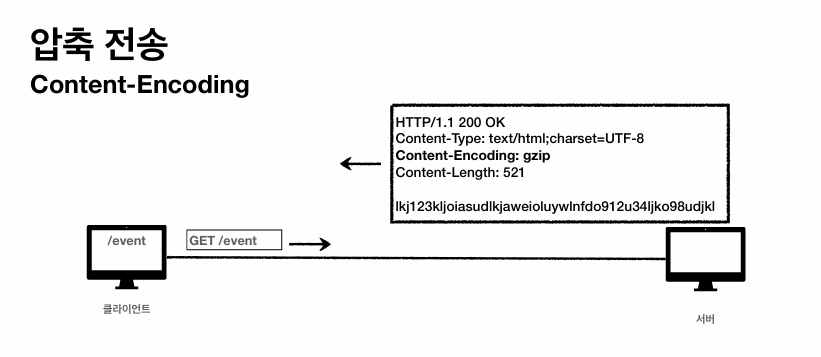 압축 전송
Content-Encoding
HTTP/1.1 200 OK
Content-Type: text/html;charset=UTF-8
Content-Encoding: gzip
Content-Length: 521
lkj123kljoiasudlkjaweioluywlnfdo912u34ljko98udjkl
/event
GET /event
클라이언트
서버